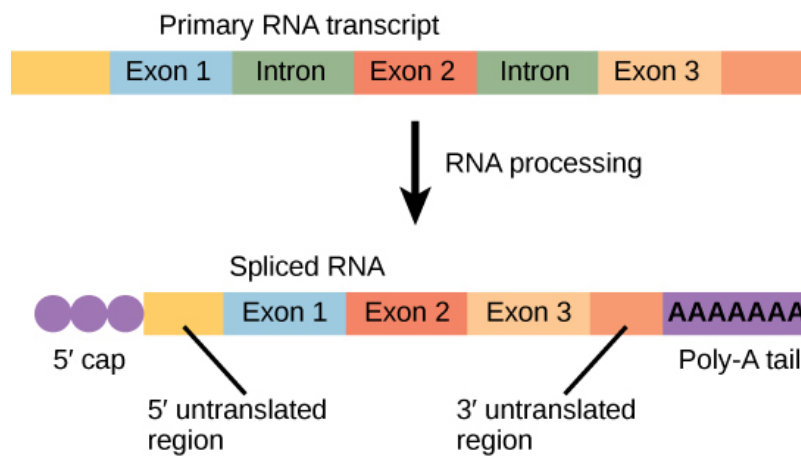 Primary RNA transcript
Exon 1 Intron Exon 2 Intron Exon 3
RNA processing
Spliced RNA
Exon 1 Exon 2 Exon 3 AAAAAAA
5′ cap
Poly-A tail
5′ untranslated
region
3′ untranslated
region